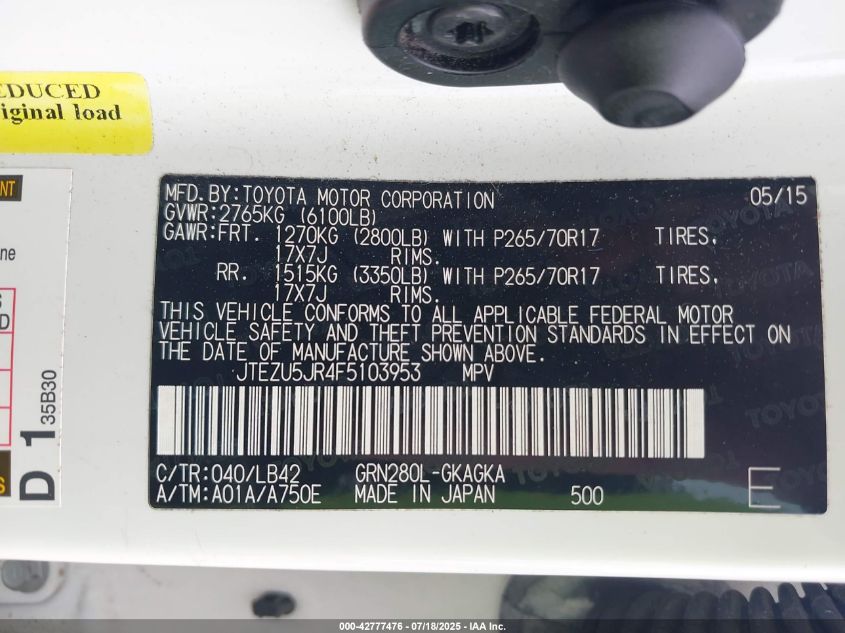 EDUCED
iginal load
NT
ne
S
D
S
D 1 35B30
MFD.BY:TOYOTA MOTOR CORPORATION 05/15
GVWR:2765KG (6100LB)
GAWR:FRT. 1270KG (2800LB) WITH P265/70R17 TIRES,
17X7J RIMS.
RR. 1515KG (3350LB) WITH P265/70R17 TIRES,
17X7J RIMS.
THIS VEHICLE CONFORMS TO ALL APPLICABLE FEDERAL MOTOR
VEHICLE SAFETY AND THEFT PREVENTION STANDARDS IN EFFECT ON
THE DATE OF MANUFACTURE SHOWN ABOVE.
JTEZU5JR4F5103953 MPV
C/TR:040/LB42 GRN280L-GKAGKA
A/TM:A01A/A750E MADE IN JAPAN 500 E
TOYOTA
000-42777476 - 07/18/2025 - IAA Inc.